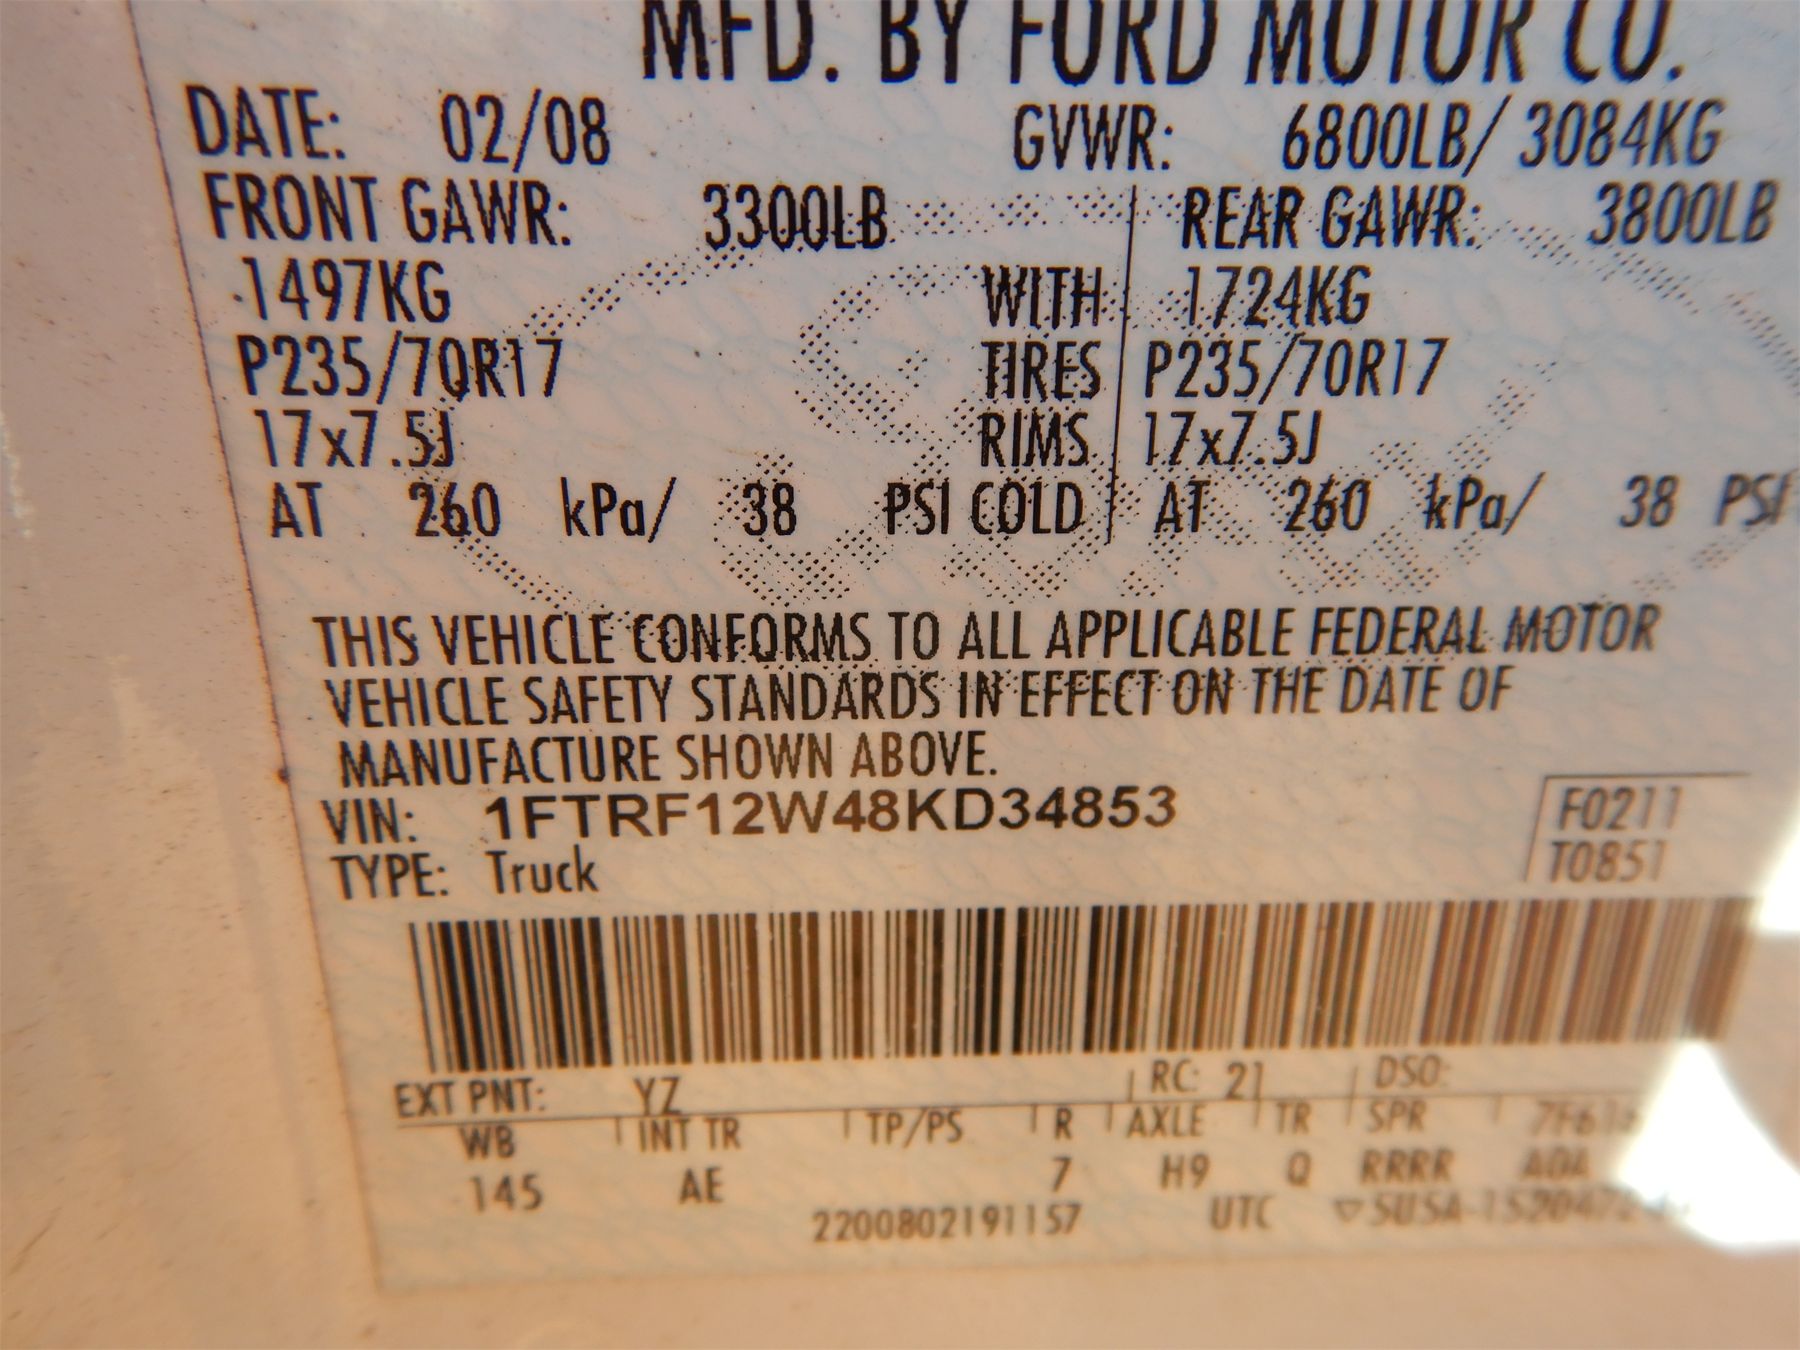 MFD. BY FORD MOTOR CO.
DATE: 02/08 GVWR: 6800LB/ 3084KG
FRONT GAWR: 3300LB REAR GAWR: 3800LB
1497KG WITH 1724KG
P235/70R17 TIRES P235/70R17
17x7.5J RIMS 17x7.5J
AT 260 kPa/ 38 PSI COLD AT 260 kPa/ 38 PSI
THIS VEHICLE CONFORMS TO ALL APPLICABLE FEDERAL MOTOR
VEHICLE SAFETY STANDARDS IN EFFECT ON THE DATE OF
MANUFACTURE SHOWN ABOVE.
VIN: 1FTRF12W48KD34853 F0211
TYPE: Truck T0851
EXT PNT: YZ RC: 21 DSO:
WB INT TR TP/PS R AXLE TR SPR
145 AE 7 H9 Q RRRR
2200802191157 UTC